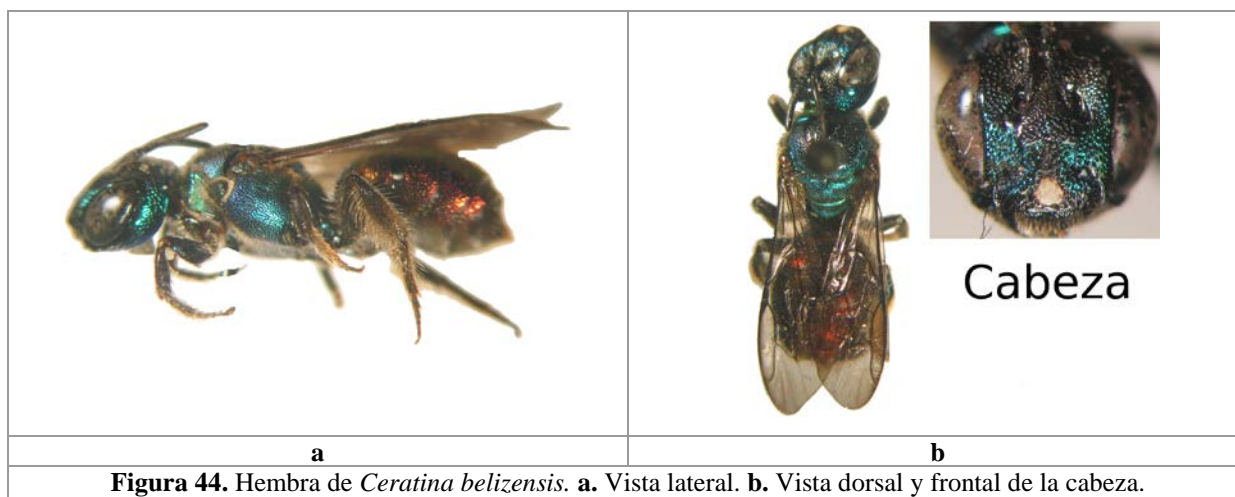 Cabeza
a b
Figura 44. Hembra de Ceratina belizensis. a. Vista lateral. b. Vista dorsal y frontal de la cabeza.